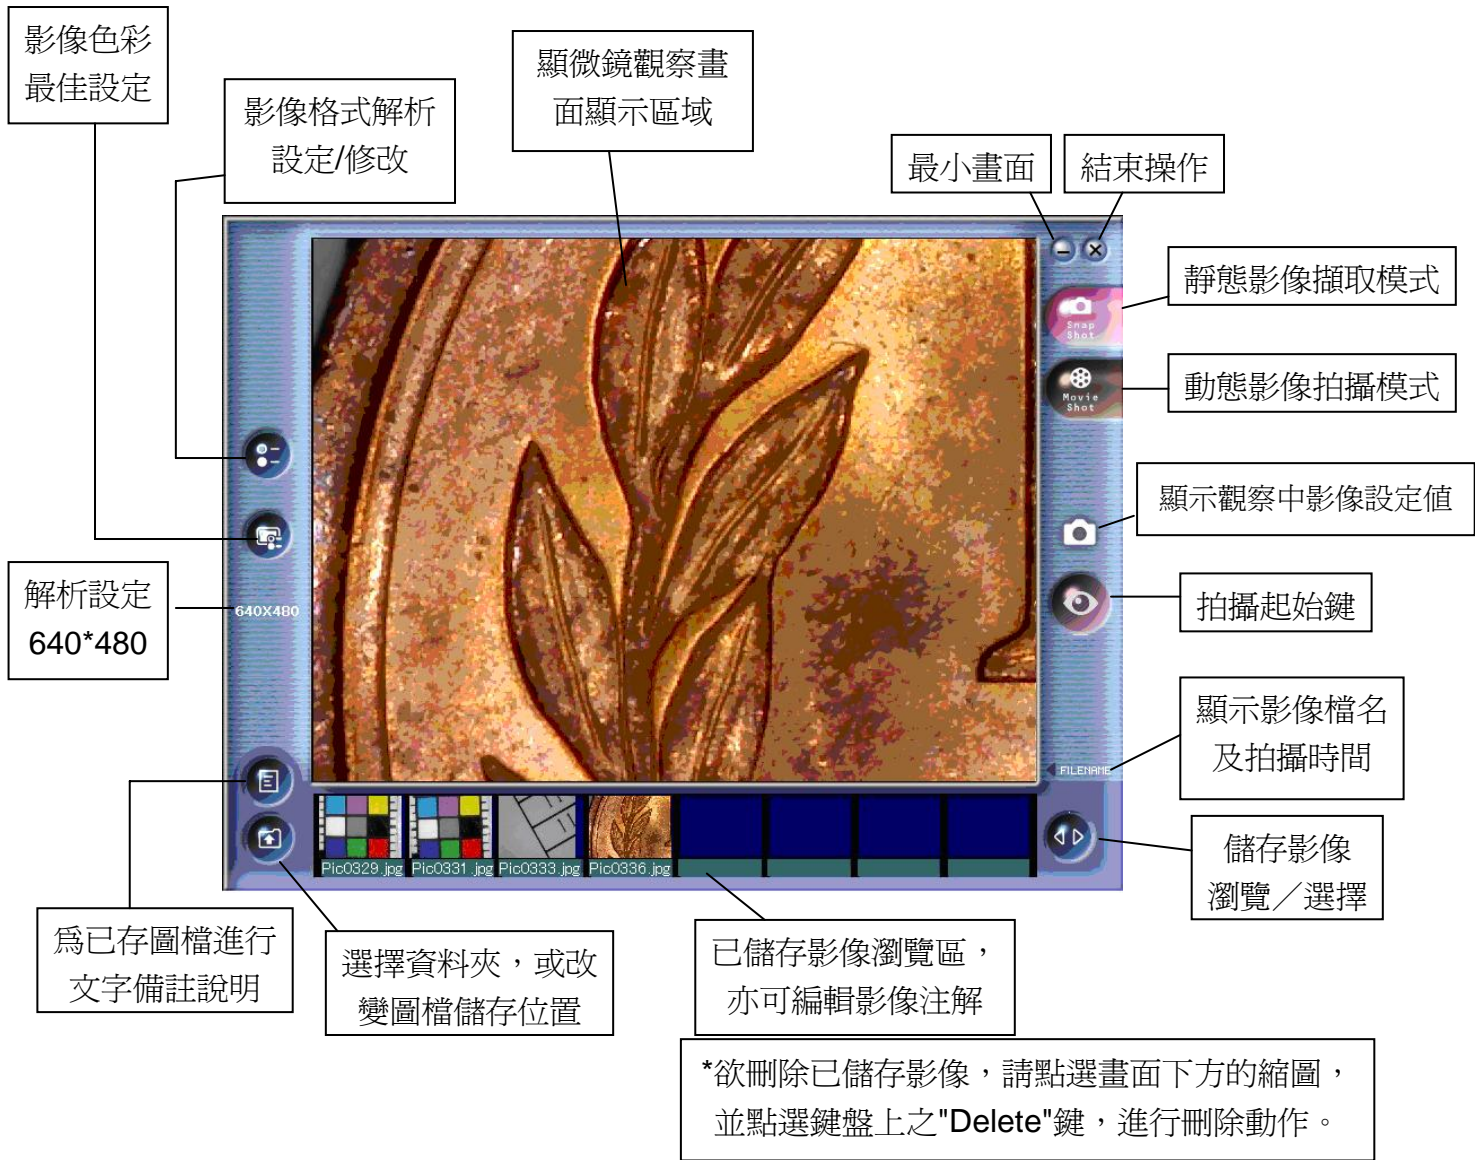 影像色彩
最佳設定
影像格式解析
設定/修改
顯微鏡觀察畫
面顯示區域
最小畫面
結束操作
靜態影像擷取模式
Snap
Shot
動態影像拍攝模式
Movie
Shot
顯示觀察中影像設定值
解析設定
640*480
640X480
拍攝起始鍵
顯示影像檔名
及拍攝時間
FILENAME
Pic0329.jpg
Pic0331.jpg
Pic0333.jpg
Pic0336.jpg
儲存影像
瀏覽／選擇
為已存圖檔進行
文字備註說明
選擇資料夾，或改
變圖檔儲存位置
已儲存影像瀏覽區，
亦可編輯影像注解
*欲刪除已儲存影像，請點選畫面下方的縮圖，
並點選鍵盤上之"Delete"鍵，進行刪除動作。